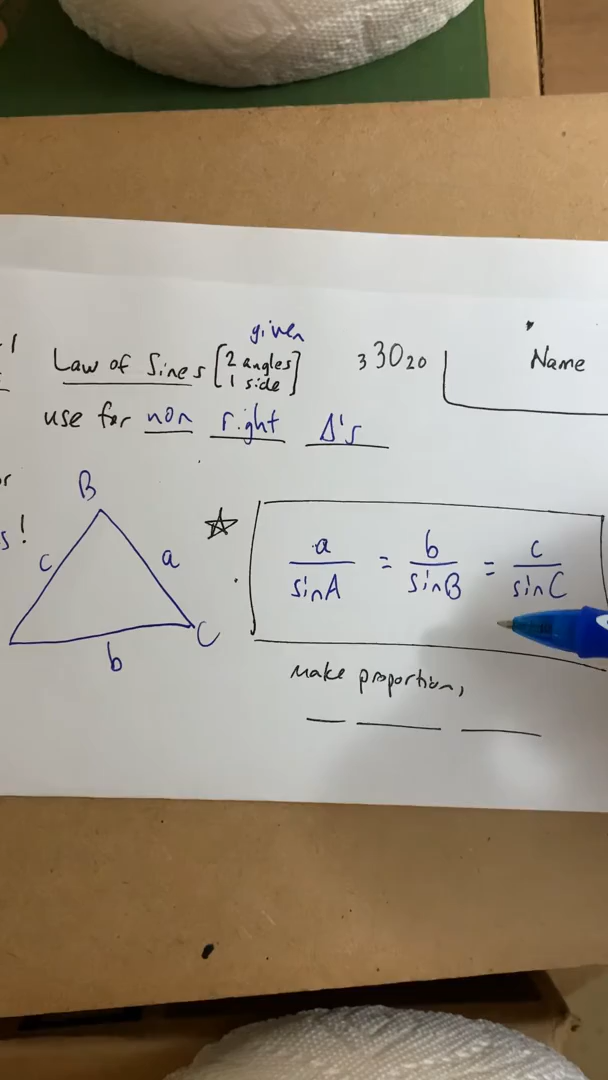 Law of Sines [2 angles 1 side] given
33020
Name
use for non right Δ's
B
c
a
C
b
a/sinA = b/sinB = c/sinC
Make proportion,